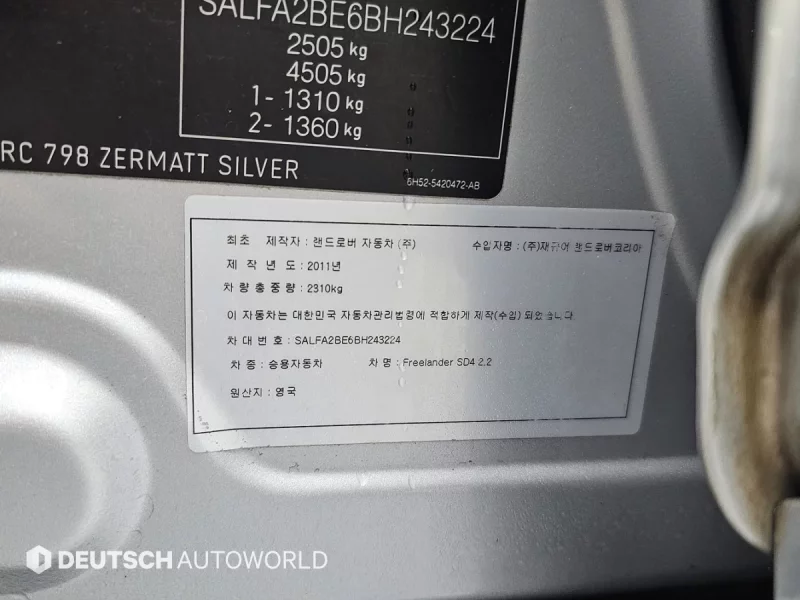 SALFA2BE6BH243224
2505 kg
4505 kg
1- 1310 kg
2- 1360 kg
RC 798 ZERMATT SILVER
6H52-5420472-AB
최초 제작자 : 랜드로버 자동차 (주) 수입자명 : (주)재규어 랜드로버코리아
제 작 년 도 : 2011년
차 량 총 중 량 : 2310kg
이 자동차는 대한민국 자동차관리법령에 적합하게 제작(수입) 되었습니다.
차 대 번 호 : SALFA2BE6BH243224
차 종 : 승용자동차 차 명 : Freelander SD4 2.2
원산지 : 영국
DEUTSCH AUTOWORLD